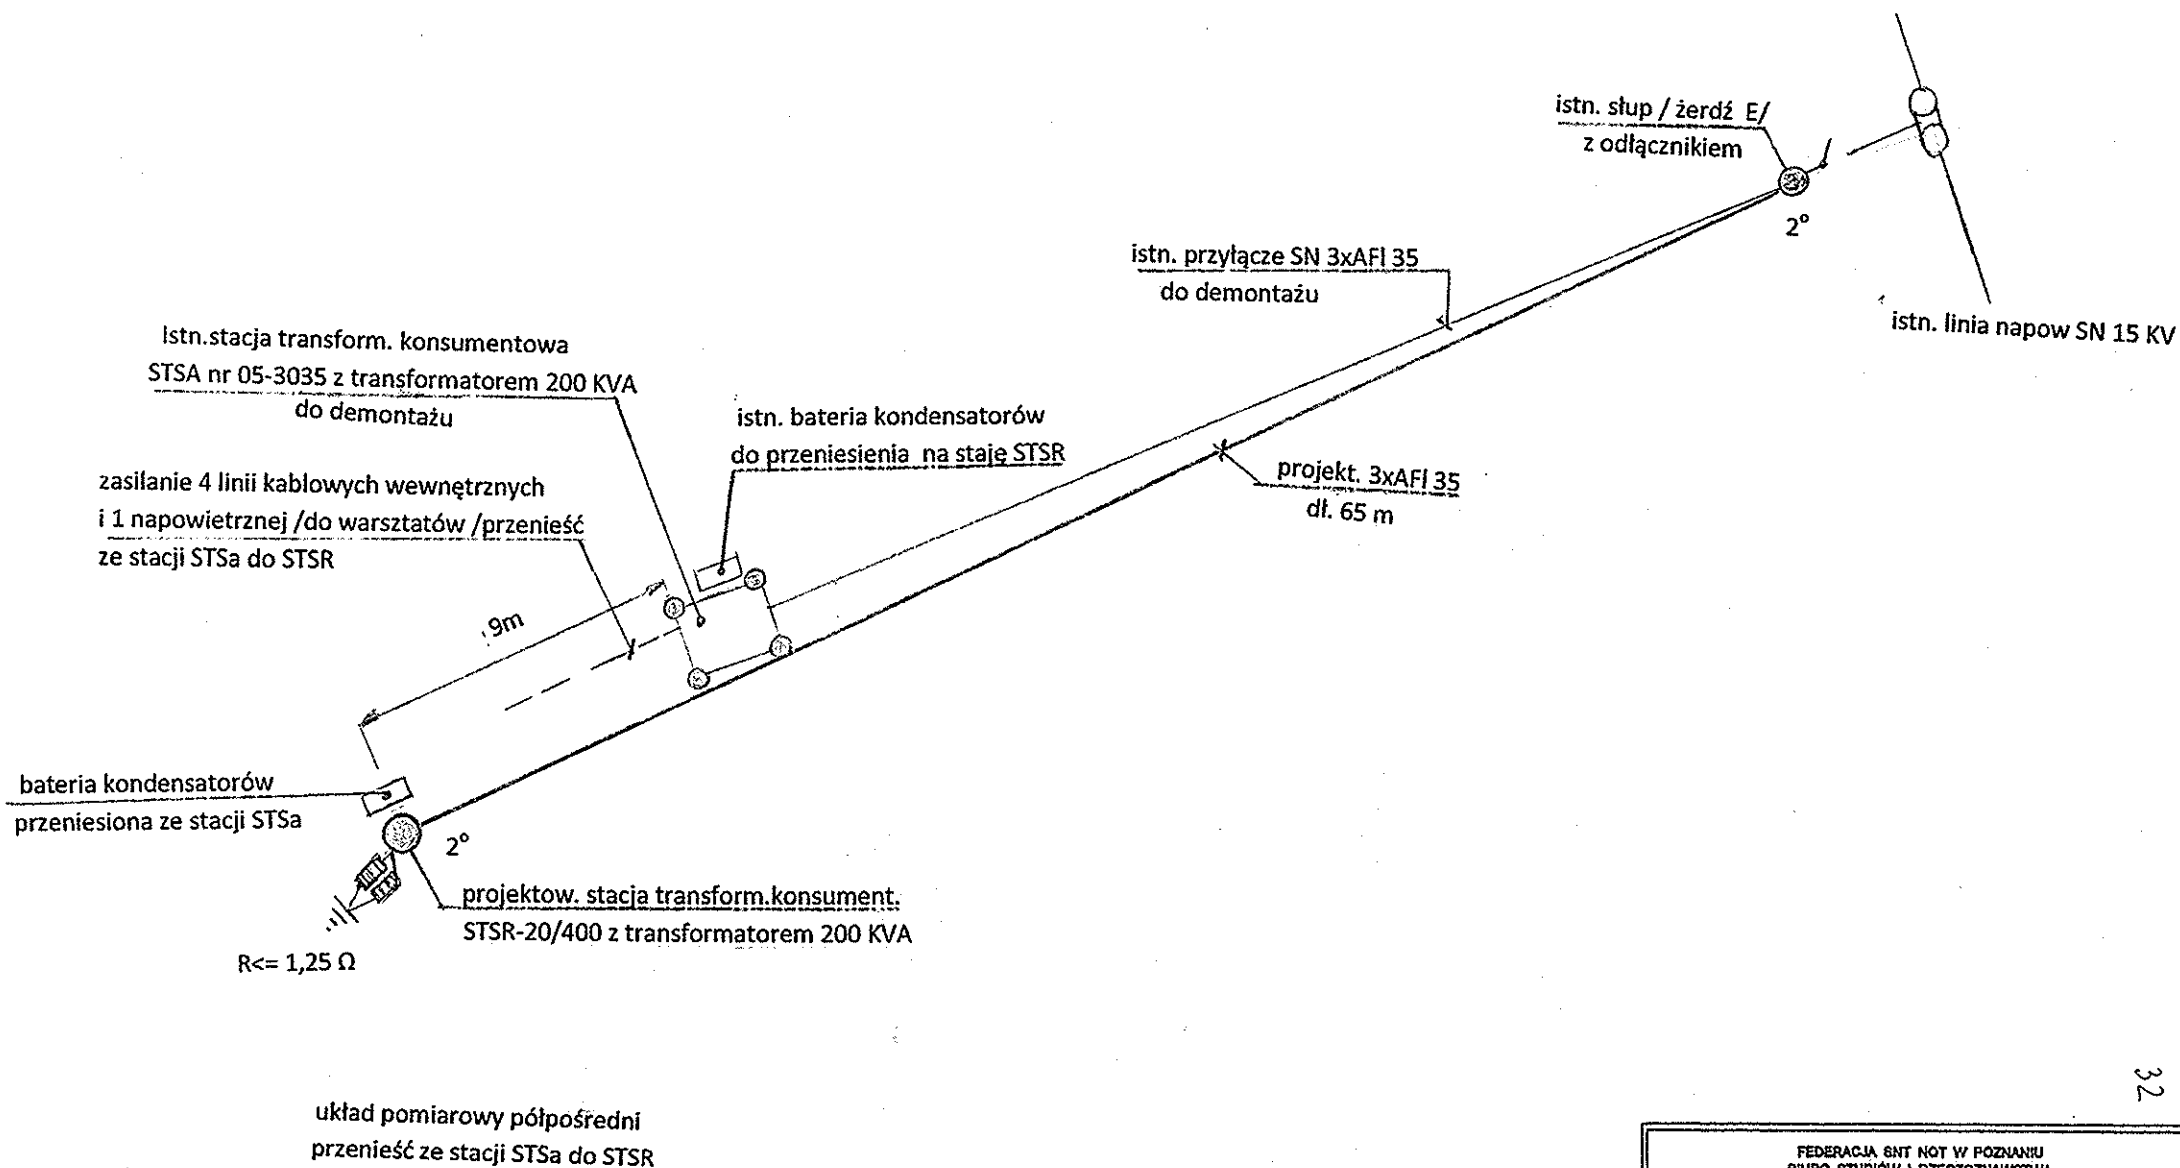 istn. słup / żerdź E/
z odłącznikiem
2°
istn. przyłącze SN 3xAFl 35
do demontażu
istn. linia napow SN 15 KV
Istn.stacja transform. konsumentowa
STSA nr 05-3035 z transformatorem 200 KVA
do demontażu
istn. bateria kondensatorów
do przeniesienia na staję STSR
projekt. 3xAFl 35
dł. 65 m
zasilanie 4 linii kablowych wewnętrznych
i 1 napowietrznej /do warsztatów /przenieść
ze stacji STSa do STSR
9m
bateria kondensatorów
przeniesiona ze stacji STSa
2°
projektow. stacja transform.konsument.
STSR-20/400 z transformatorem 200 KVA
R<= 1,25 Ω
32
układ pomiarowy półpośredni
przenieść ze stacji STSa do STSR
FEDERACJA SNT NOT W POZNANIU